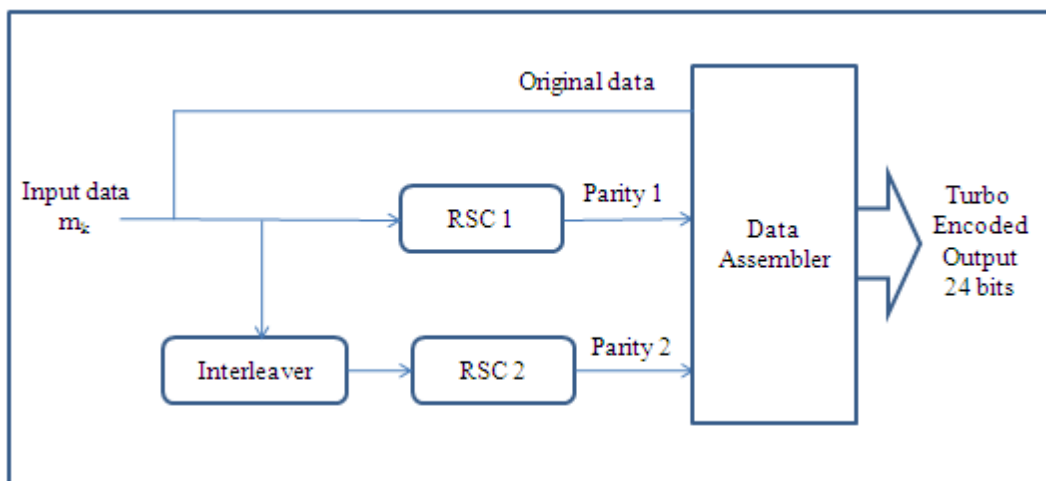 Original data
Input data
mk
RSC 1
Parity 1
Data
Assembler
Turbo
Encoded
Output
24 bits
Interleaver
RSC 2
Parity 2